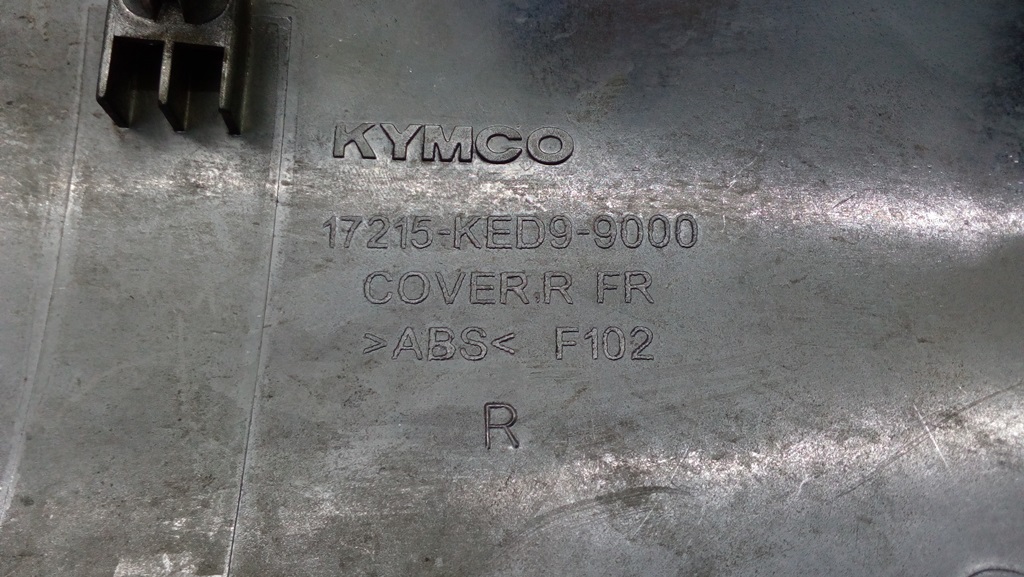 KYMCO
17215-KED9-9000
COVER,R FR
>ABS< F102
R